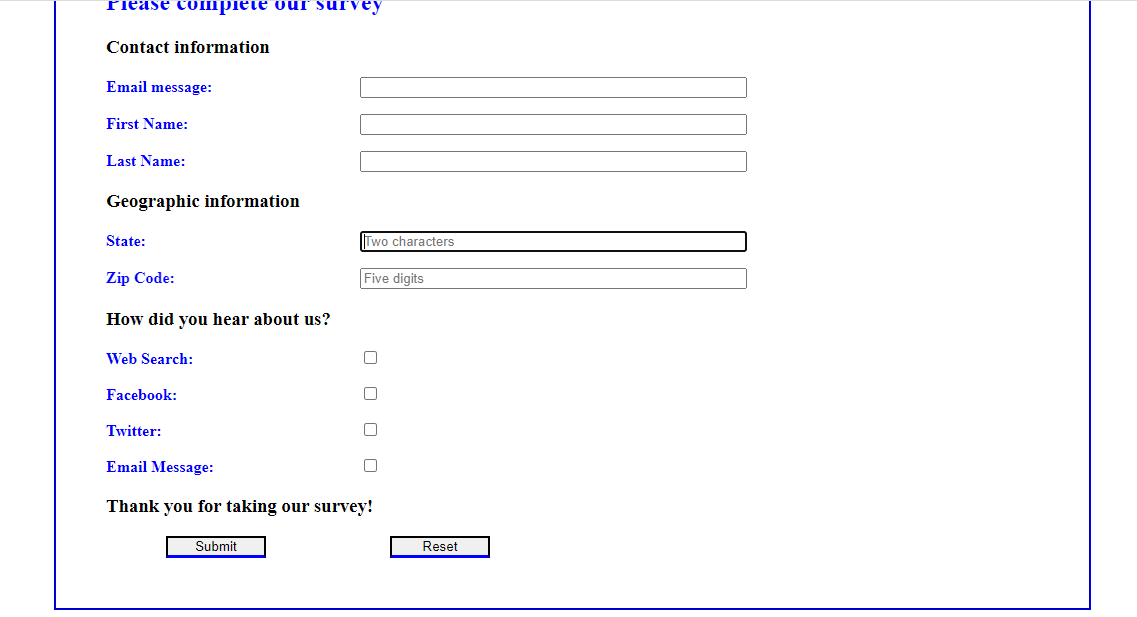 Please complete our survey
Contact information
Email message:
First Name:
Last Name:
Geographic information
State: Two characters
Zip Code: Five digits
How did you hear about us?
Web Search:
Facebook:
Twitter:
Email Message:
Thank you for taking our survey!
Submit Reset